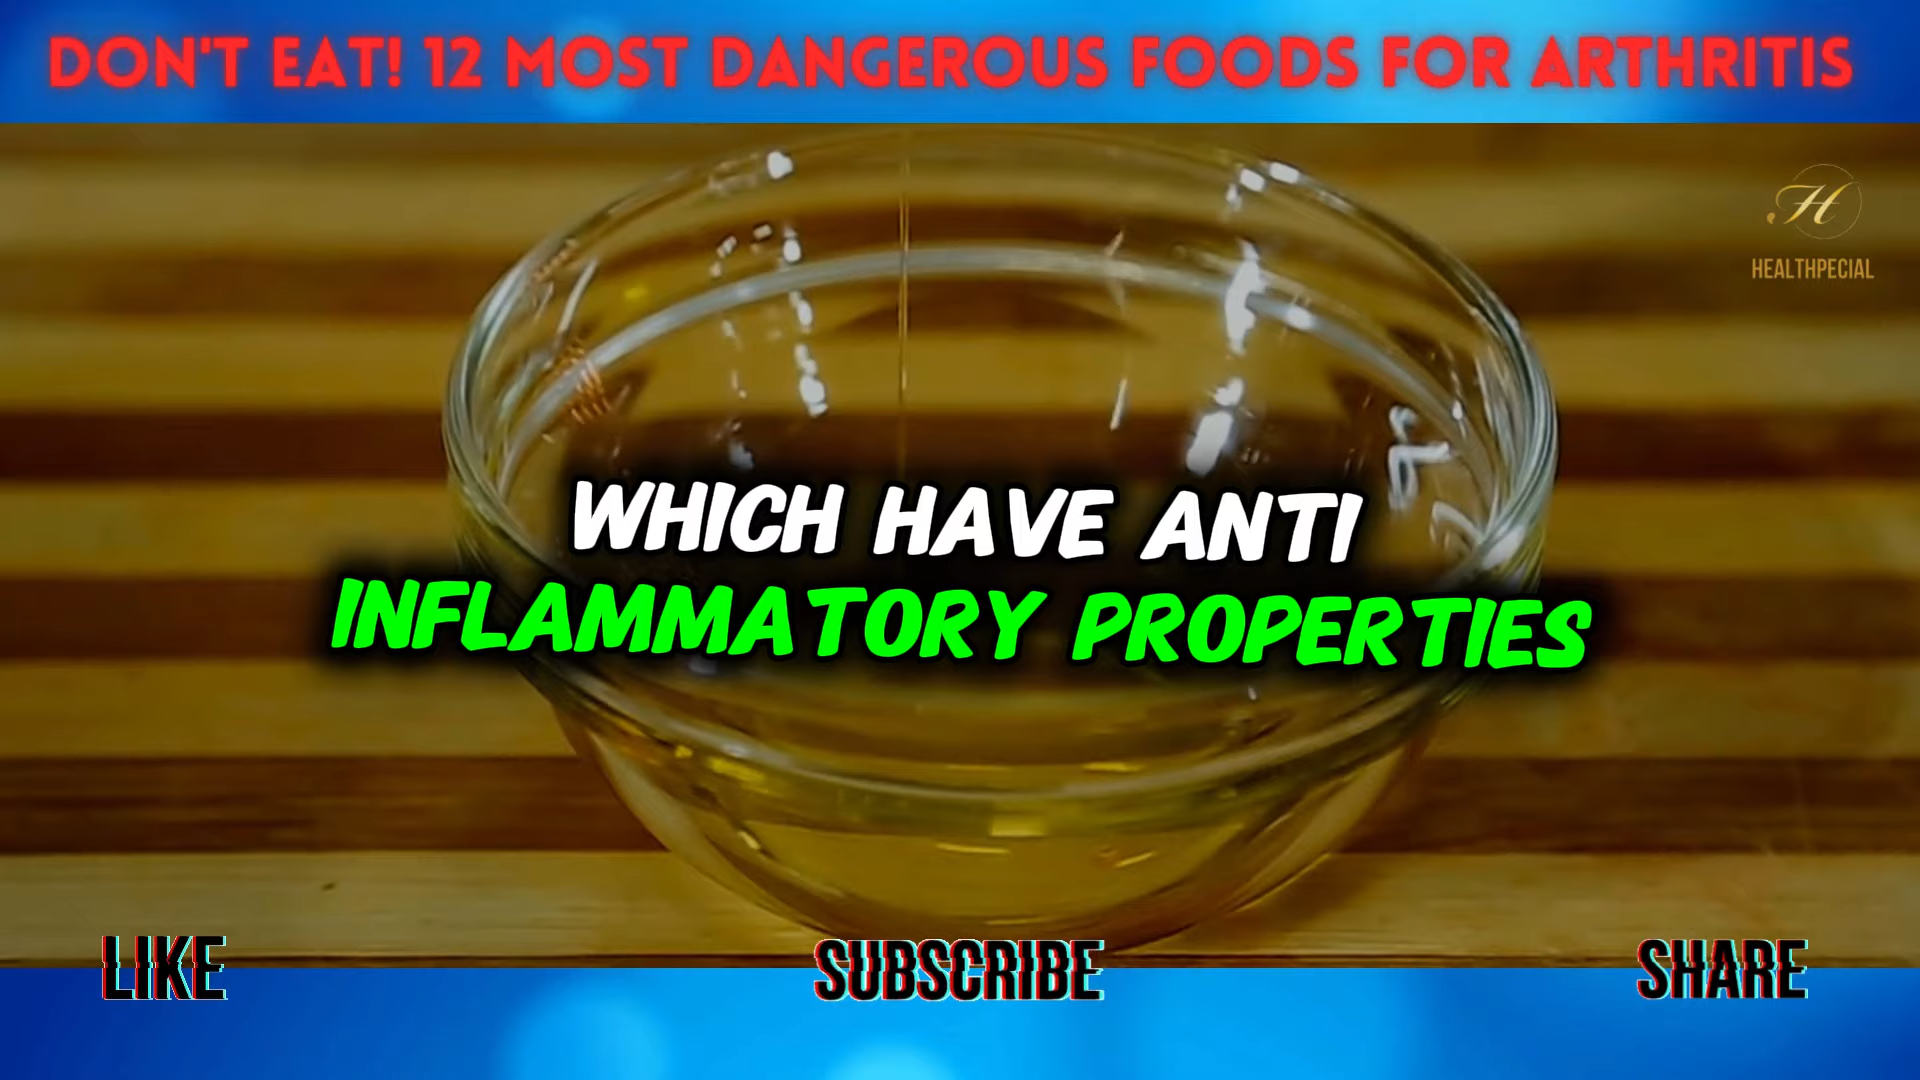 DON'T EAT! 12 MOST DANGEROUS FOODS FOR ARTHRITIS
H
HEALTHPECIAL
WHICH HAVE ANTI
INFLAMMATORY PROPERTIES
LIKE
SUBSCRIBE
SHARE